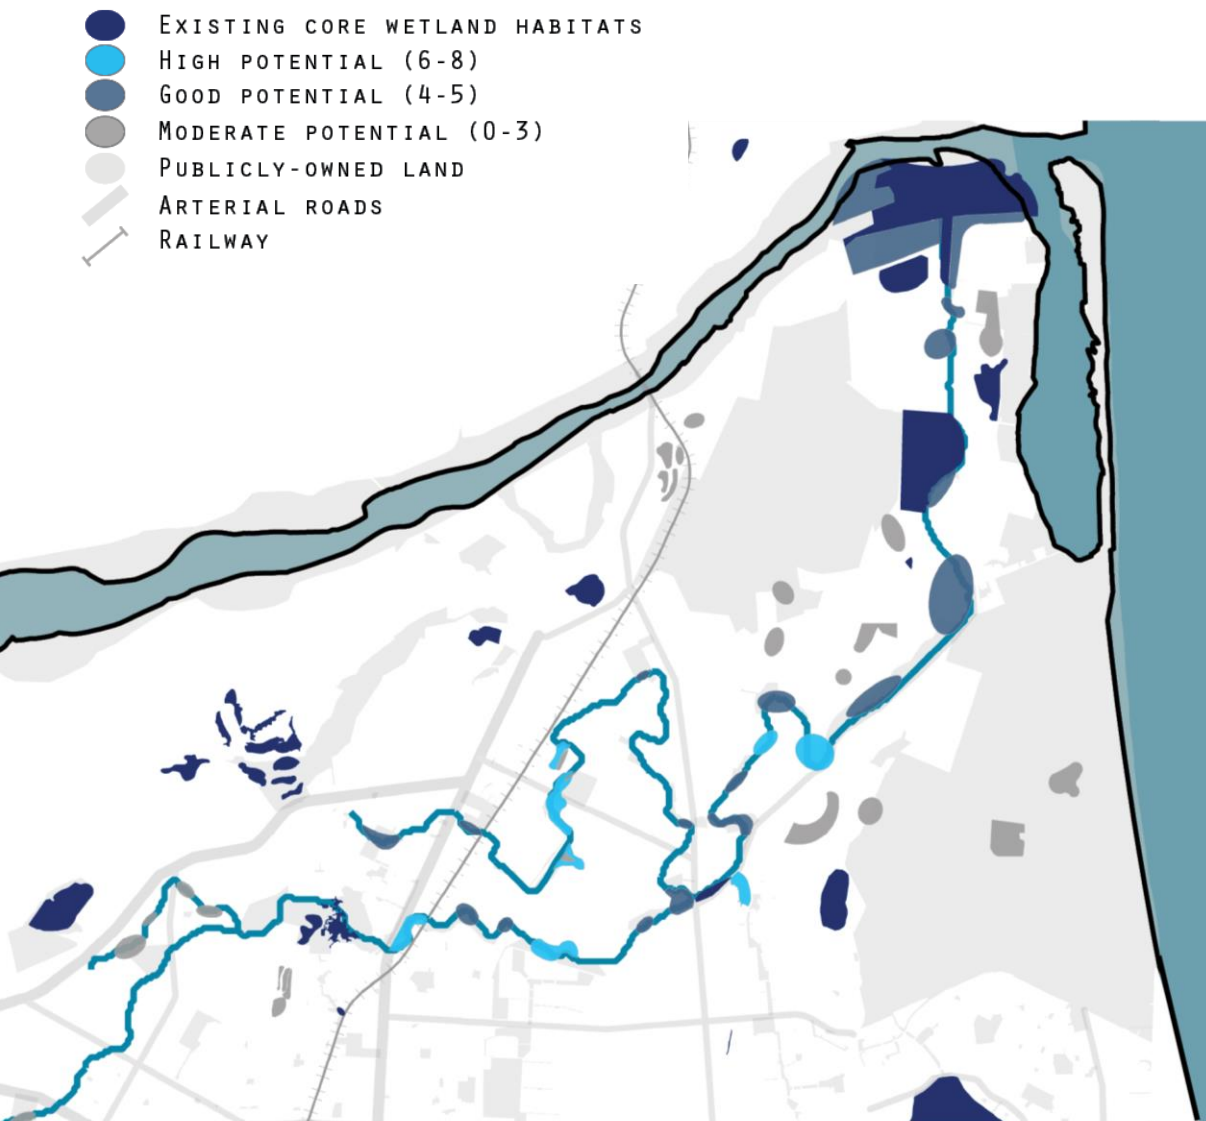 Existing core wetland habitats
High potential (6-8)
Good potential (4-5)
Moderate potential (0-3)
Publicly-owned land
Arterial roads
Railway